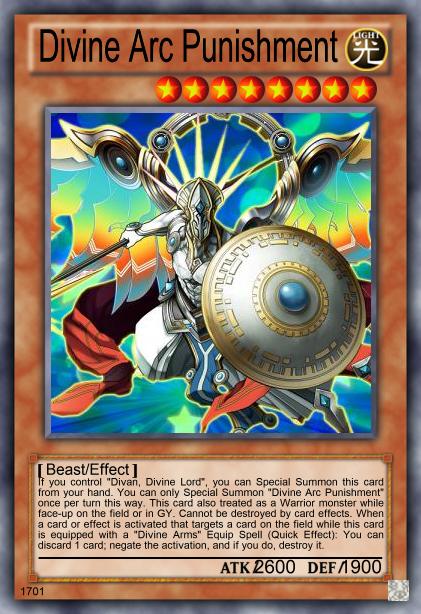 Divine Arc Punishment
LIGHT
光
[ Beast/Effect ]
If you control "Divan, Divine Lord", you can Special Summon this card
from your hand. You can only Special Summon "Divine Arc Punishment"
once per turn this way. This card also treated as a Warrior monster while
face-up on the field or in GY. Cannot be destroyed by card effects. When
a card or effect is activated that targets a card on the field while this card
is equipped with a "Divine Arms" Equip Spell (Quick Effect): You can
discard 1 card; negate the activation, and if you do, destroy it.
ATK/2600 DEF/1900
1701